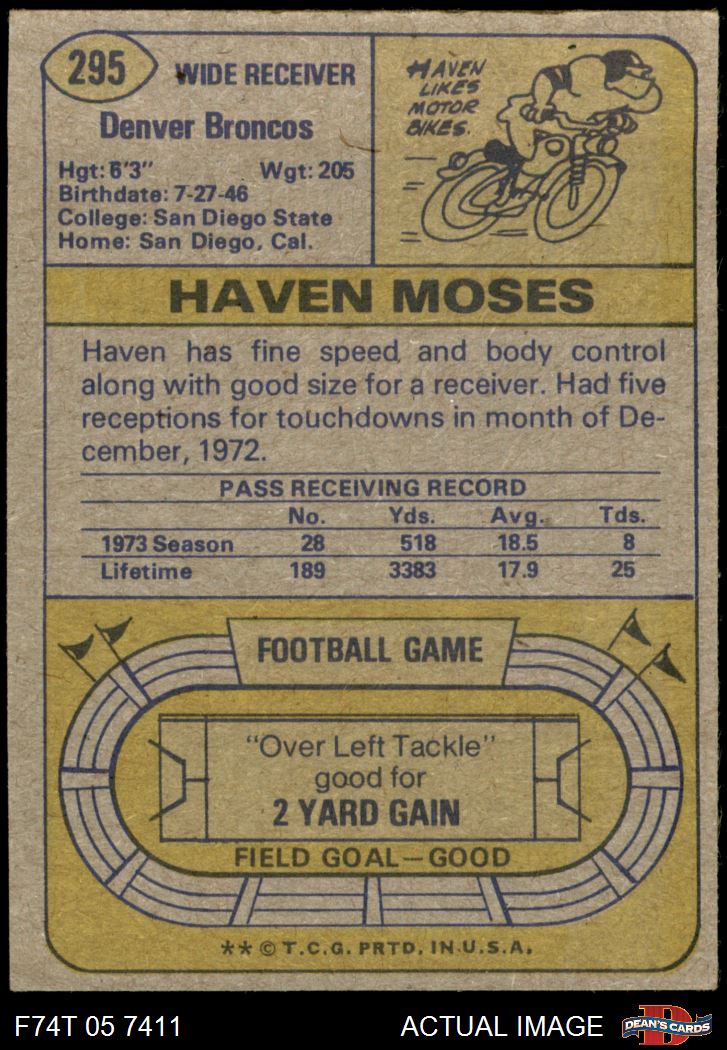 295
WIDE RECEIVER
Denver Broncos
Hgt: 6'3" Wgt: 205
Birthdate: 7-27-46
College: San Diego State
Home: San Diego, Cal.
HAVEN
LIKES
MOTOR
BIKES.
HAVEN MOSES
Haven has fine speed and body control
along with good size for a receiver. Had five
receptions for touchdowns in month of De-
cember, 1972.
PASS RECEIVING RECORD
No. Yds. Avg. Tds.
1973 Season 28 518 18.5 8
Lifetime 189 3383 17.9 25
FOOTBALL GAME
"Over Left Tackle"
good for
2 YARD GAIN
FIELD GOAL—GOOD
** © T.C.G. PRTD. IN U.S.A.
F74T 05 7411 ACTUAL IMAGE
D
DEAN'S CARDS